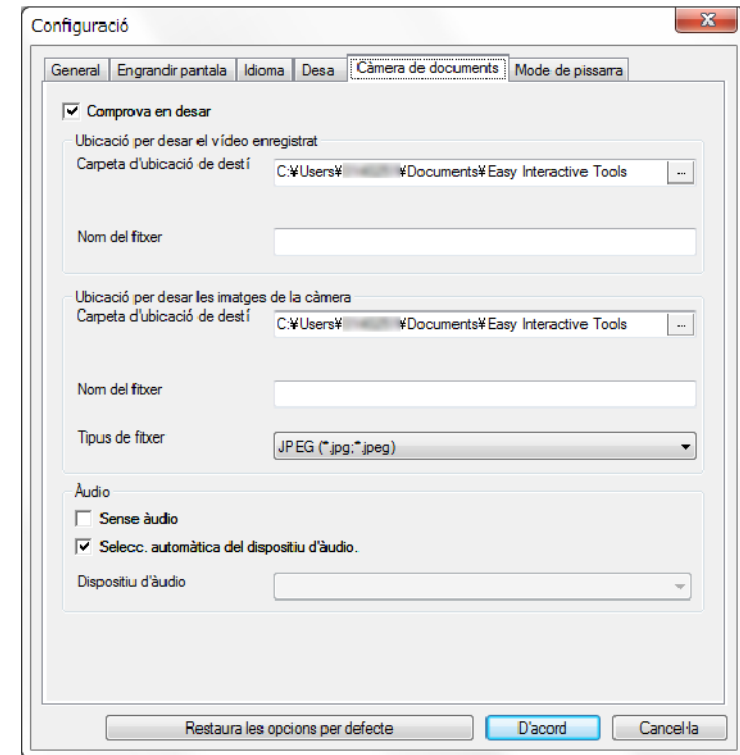 Configuració
General Engrandir pantala Idioma Desa Càmera de documents Mode de pissarra
Comprova en desar
Ubicació per desar el vídeo enregistrat
Carpeta d'ubicació de destí C:¥Users¥ ¥Documents¥Easy Interactive Tools ...
Nom del fitxer
Ubicació per desar les imatges de la càmera
Carpeta d'ubicació de destí C:¥Users¥ ¥Documents¥Easy Interactive Tools ...
Nom del fitxer
Tipus de fitxer JPEG (*.jpg;*.jpeg)
Àudio
Sense àudio
Selecc. automàtica del dispositiu d'àudio.
Dispositiu d'àudio
Restaura les opcions per defecte D'acord Cancel·la